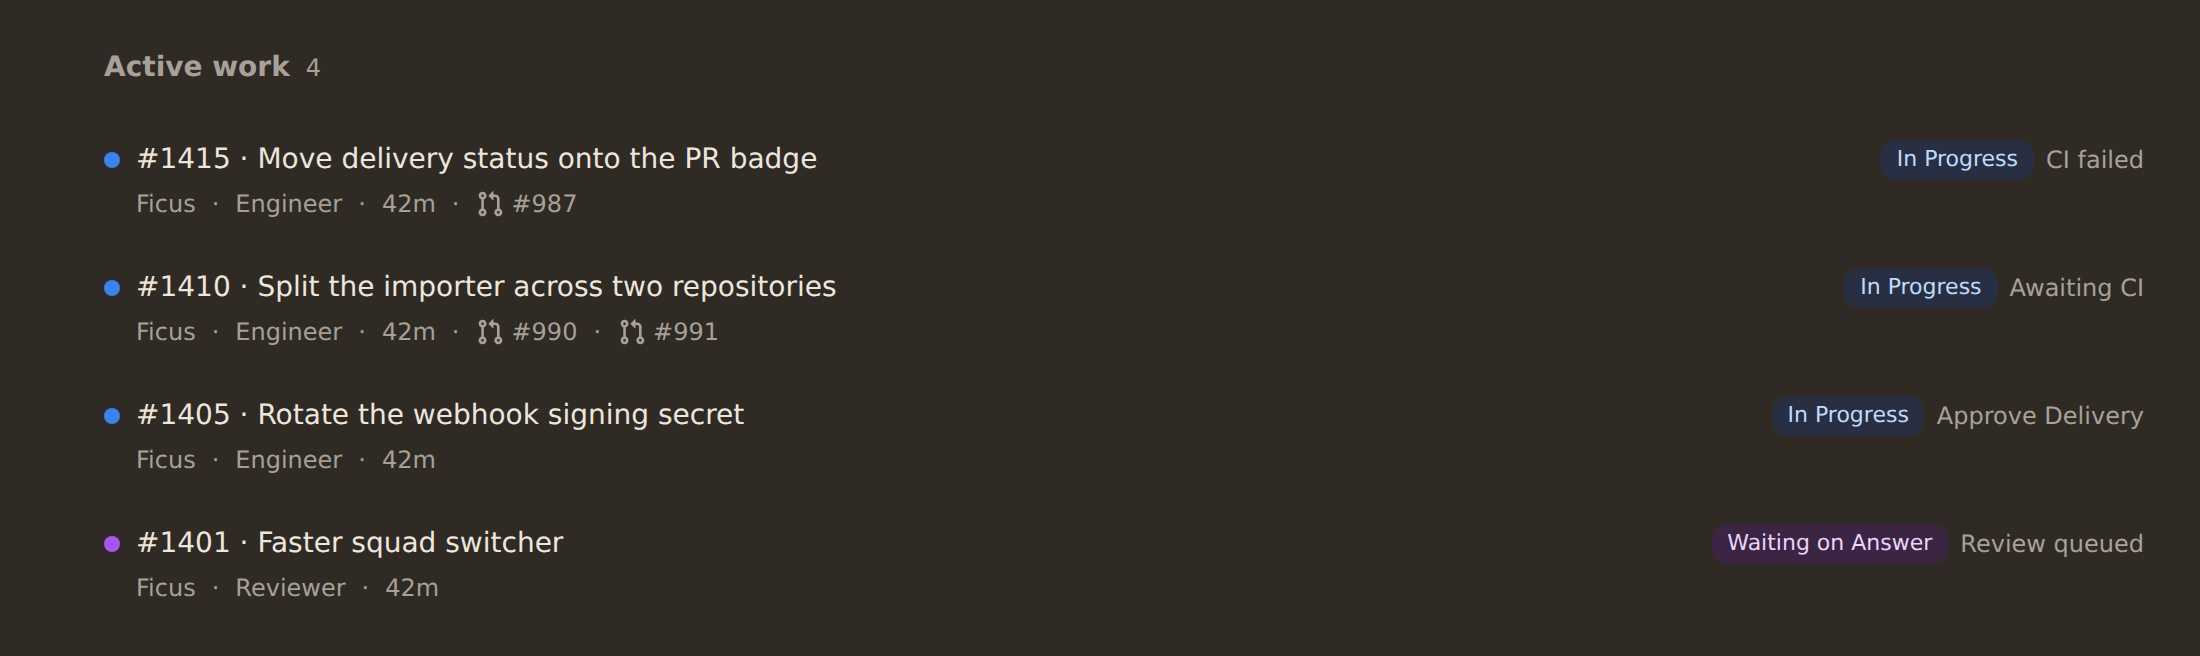 Active work 4
#1415 · Move delivery status onto the PR badge In Progress CI failed
Ficus · Engineer · 42m · #987
#1410 · Split the importer across two repositories In Progress Awaiting CI
Ficus · Engineer · 42m · #990 · #991
#1405 · Rotate the webhook signing secret In Progress Approve Delivery
Ficus · Engineer · 42m
#1401 · Faster squad switcher Waiting on Answer Review queued
Ficus · Reviewer · 42m